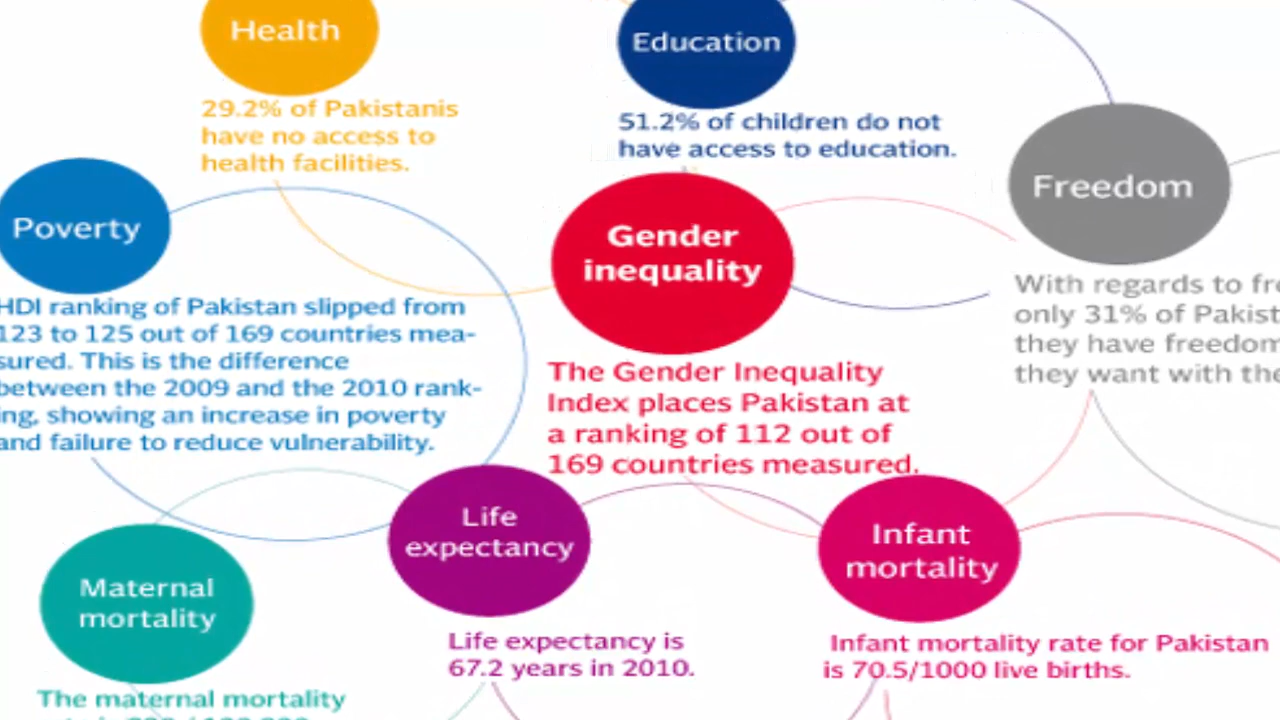 Health
29.2% of Pakistanis
have no access to
health facilities.
Education
51.2% of children do not
have access to education.
Freedom
With regards to
only 31% of
they have freedom
they want with
Poverty
HDI ranking of Pakistan slipped from
123 to 125 out of 169 countries mea-
sured. This is the difference
between the 2009 and the 2010 rank-
ing, showing an increase in poverty
and failure to reduce vulnerability.
Gender
inequality
The Gender Inequality
Index places Pakistan at
a ranking of 112 out of
169 countries measured.
Maternal
mortality
The maternal mortality
Life
expectancy
Life expectancy is
67.2 years in 2010.
Infant
mortality
Infant mortality rate for Pakistan
is 70.5/1000 live births.